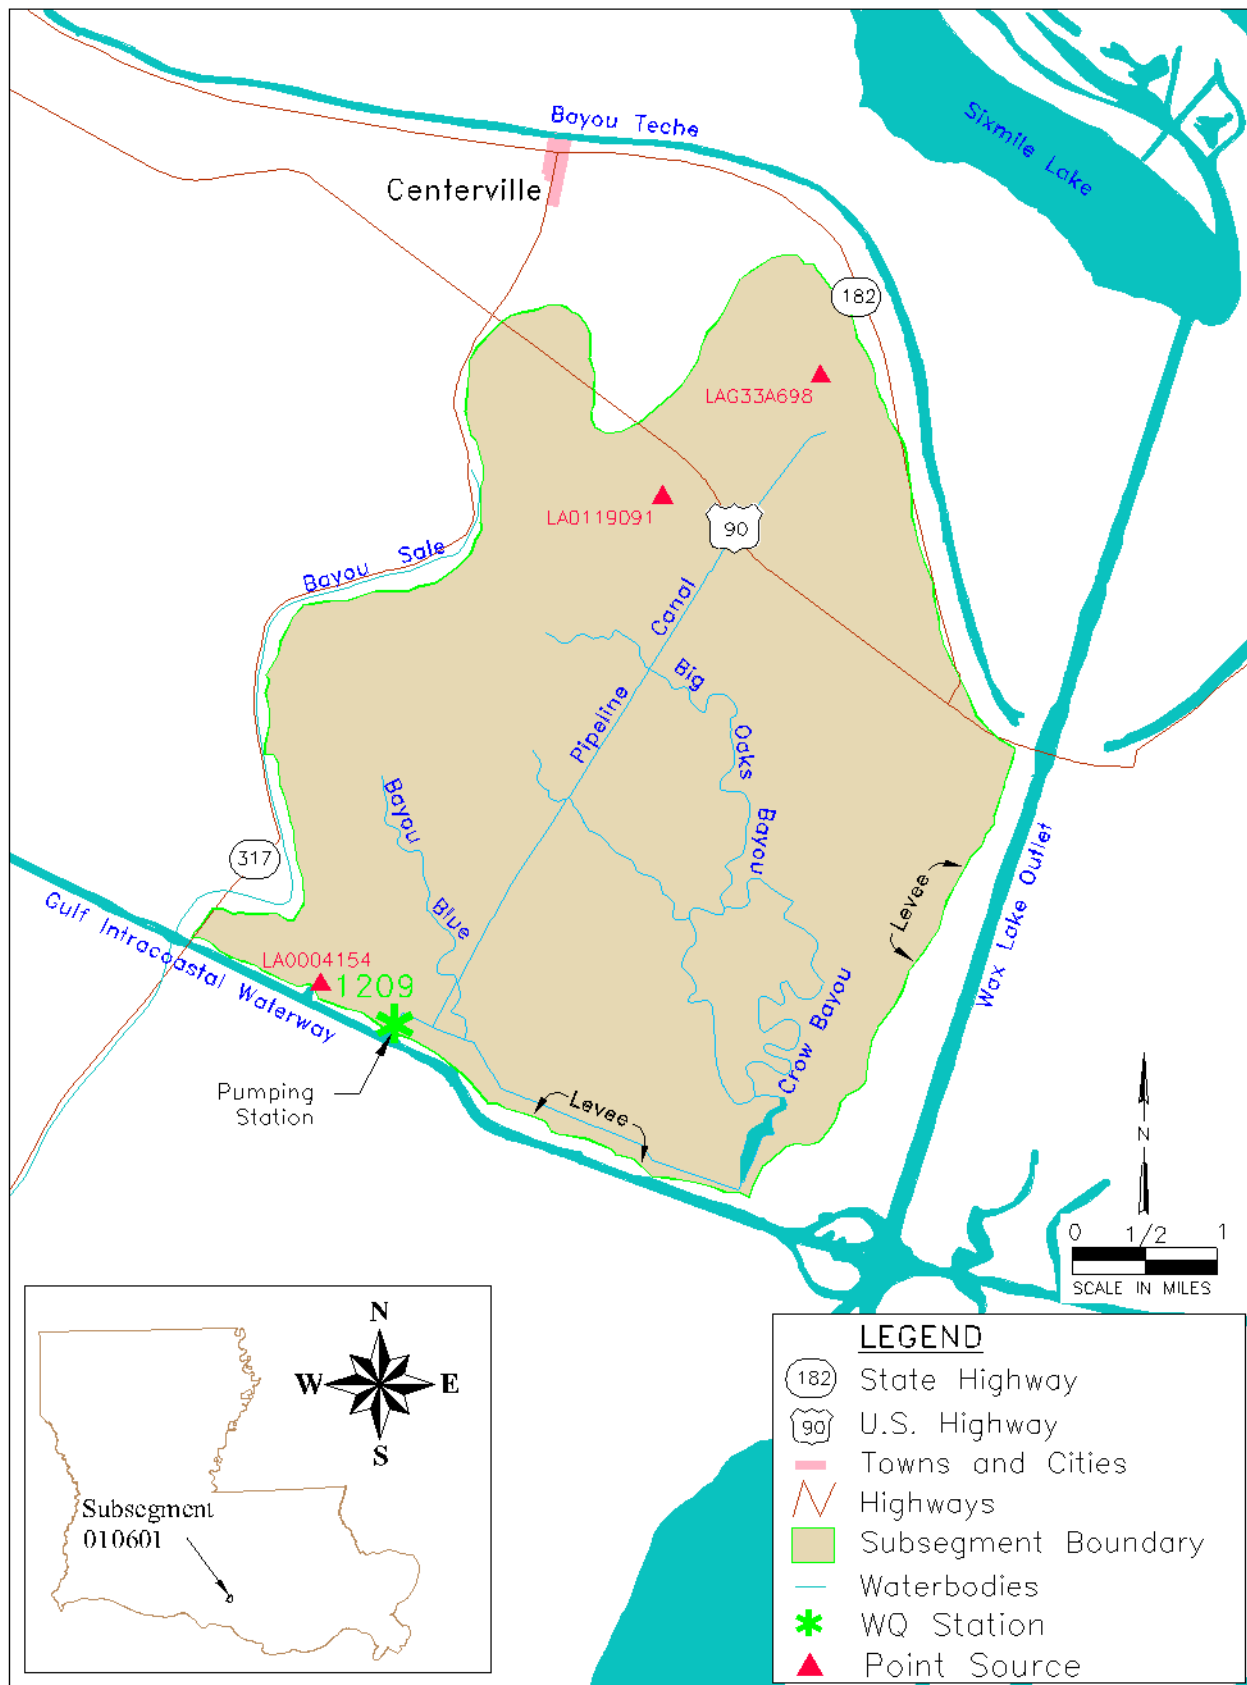 Bayou Teche
Sixmile Lake
Centerville
182
LAG33A698
LA0119091
90
Bayou Sale
Pipeline Canal
Big Oaks Bayou
Bayou Blue
317
Levee
Wax Lake Outlet
Gulf Intracoastal Waterway
LA0004154
1209
Crow Bayou
Pumping
Station
Levee
N
0 1/2 1
SCALE IN MILES
N
W E
S
Subsegment
010601
LEGEND
182 State Highway
90 U.S. Highway
Towns and Cities
Highways
Subsegment Boundary
Waterbodies
WQ Station
Point Source